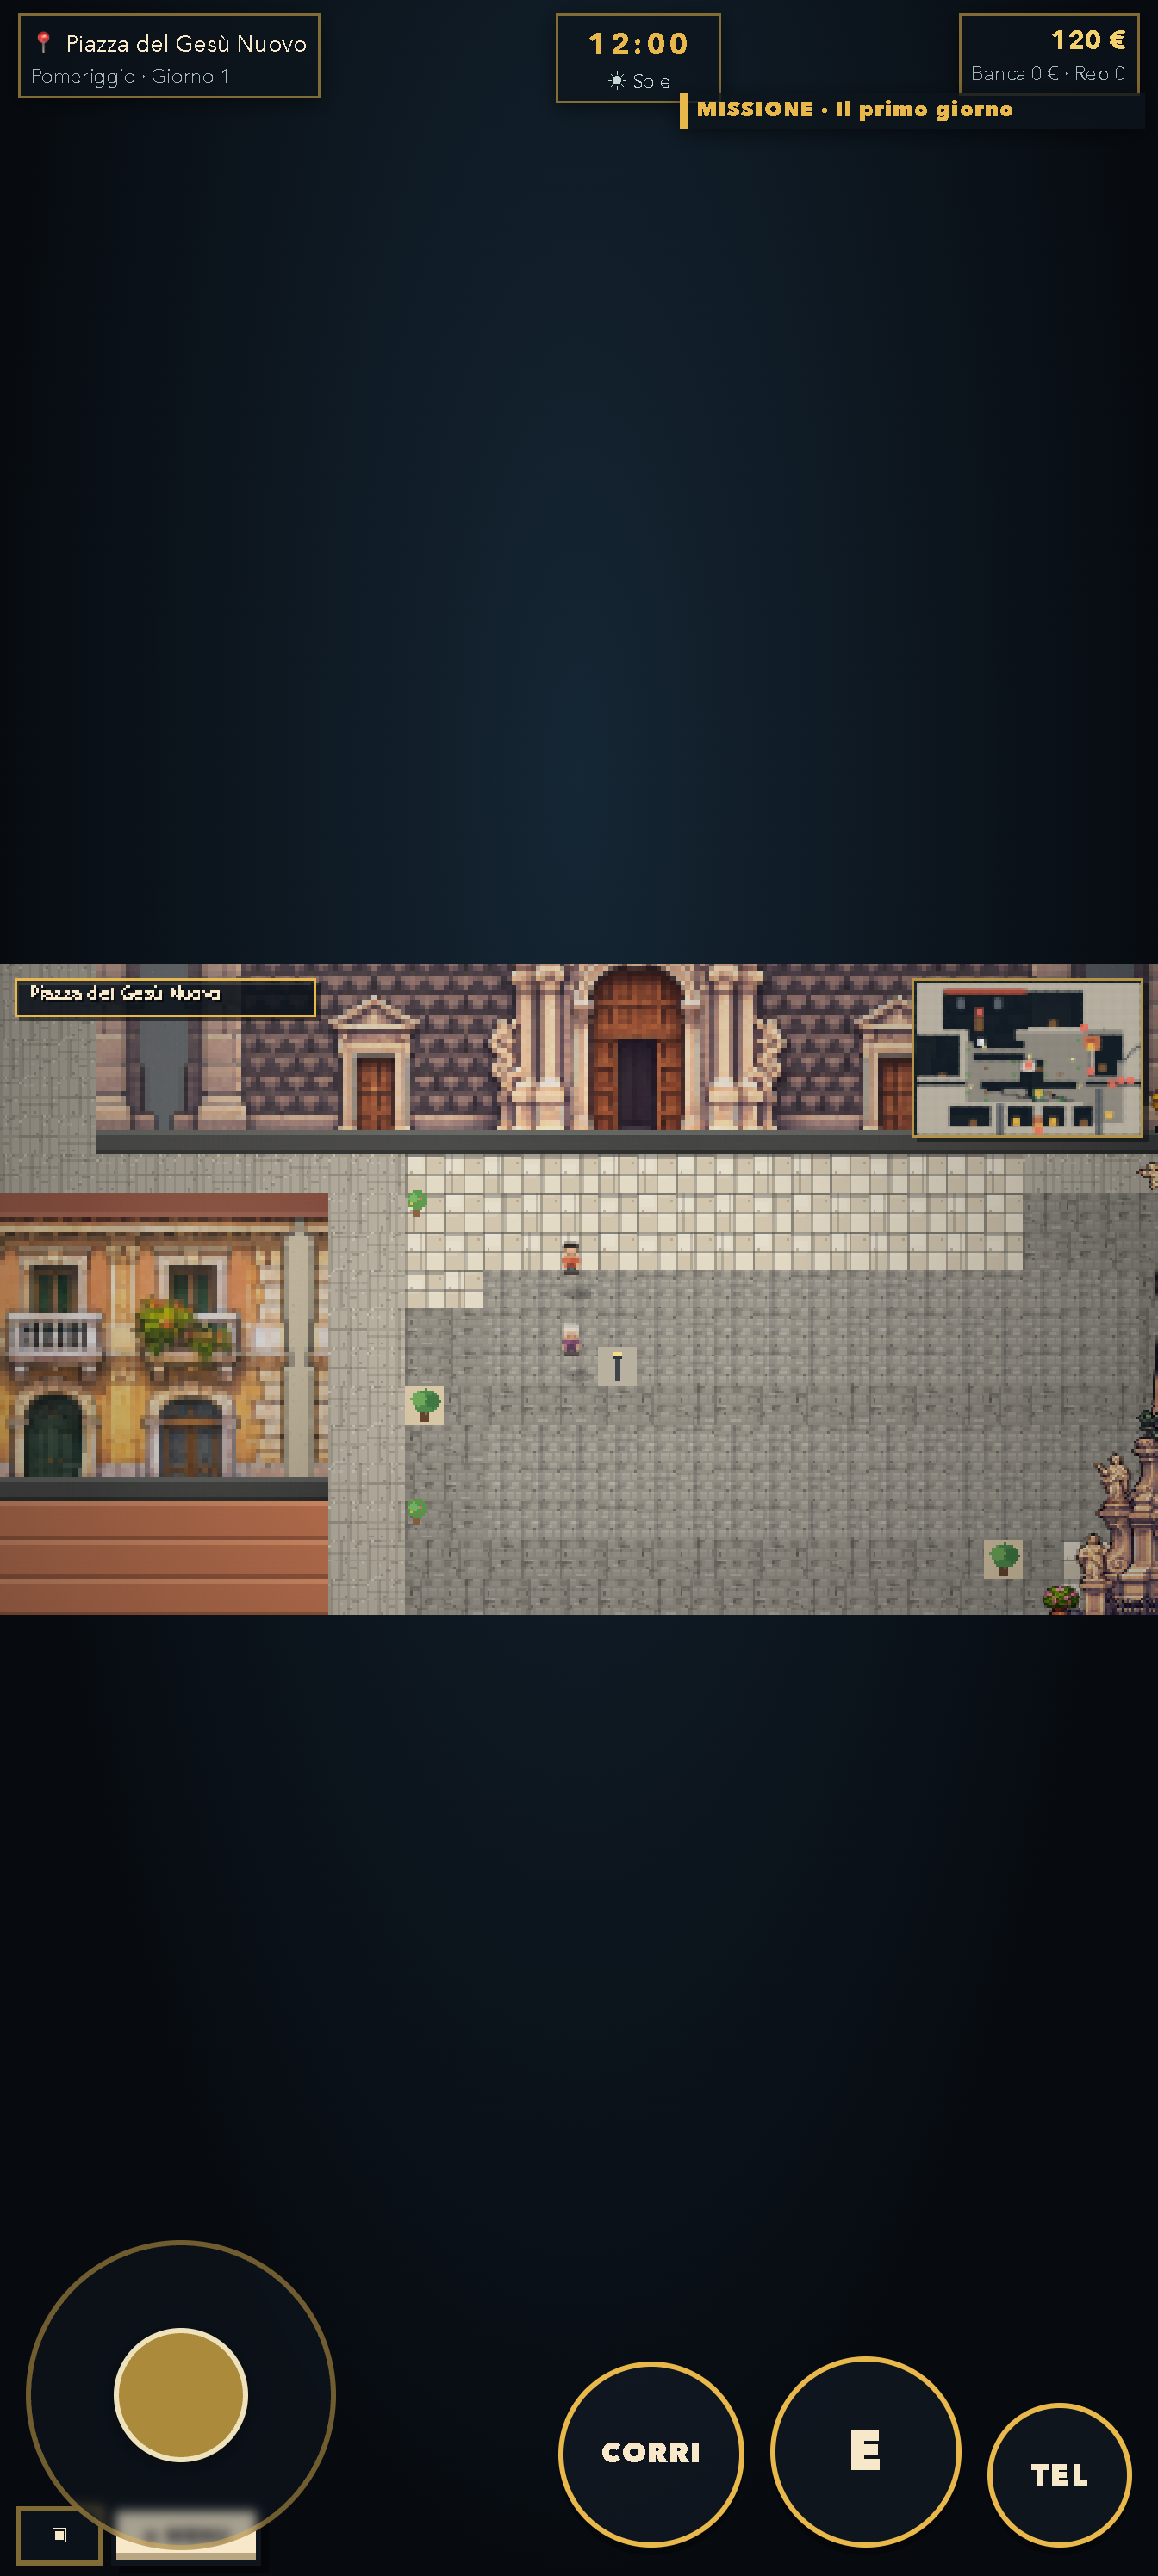 Piazza del Gesù Nuovo
Pomeriggio · Giorno 1
12:00
☀ Sole
120 €
Banca 0 € · Rep 0
MISSIONE · Il primo giorno
Piazza del Gesù Nuovo
CORRI
E
TEL